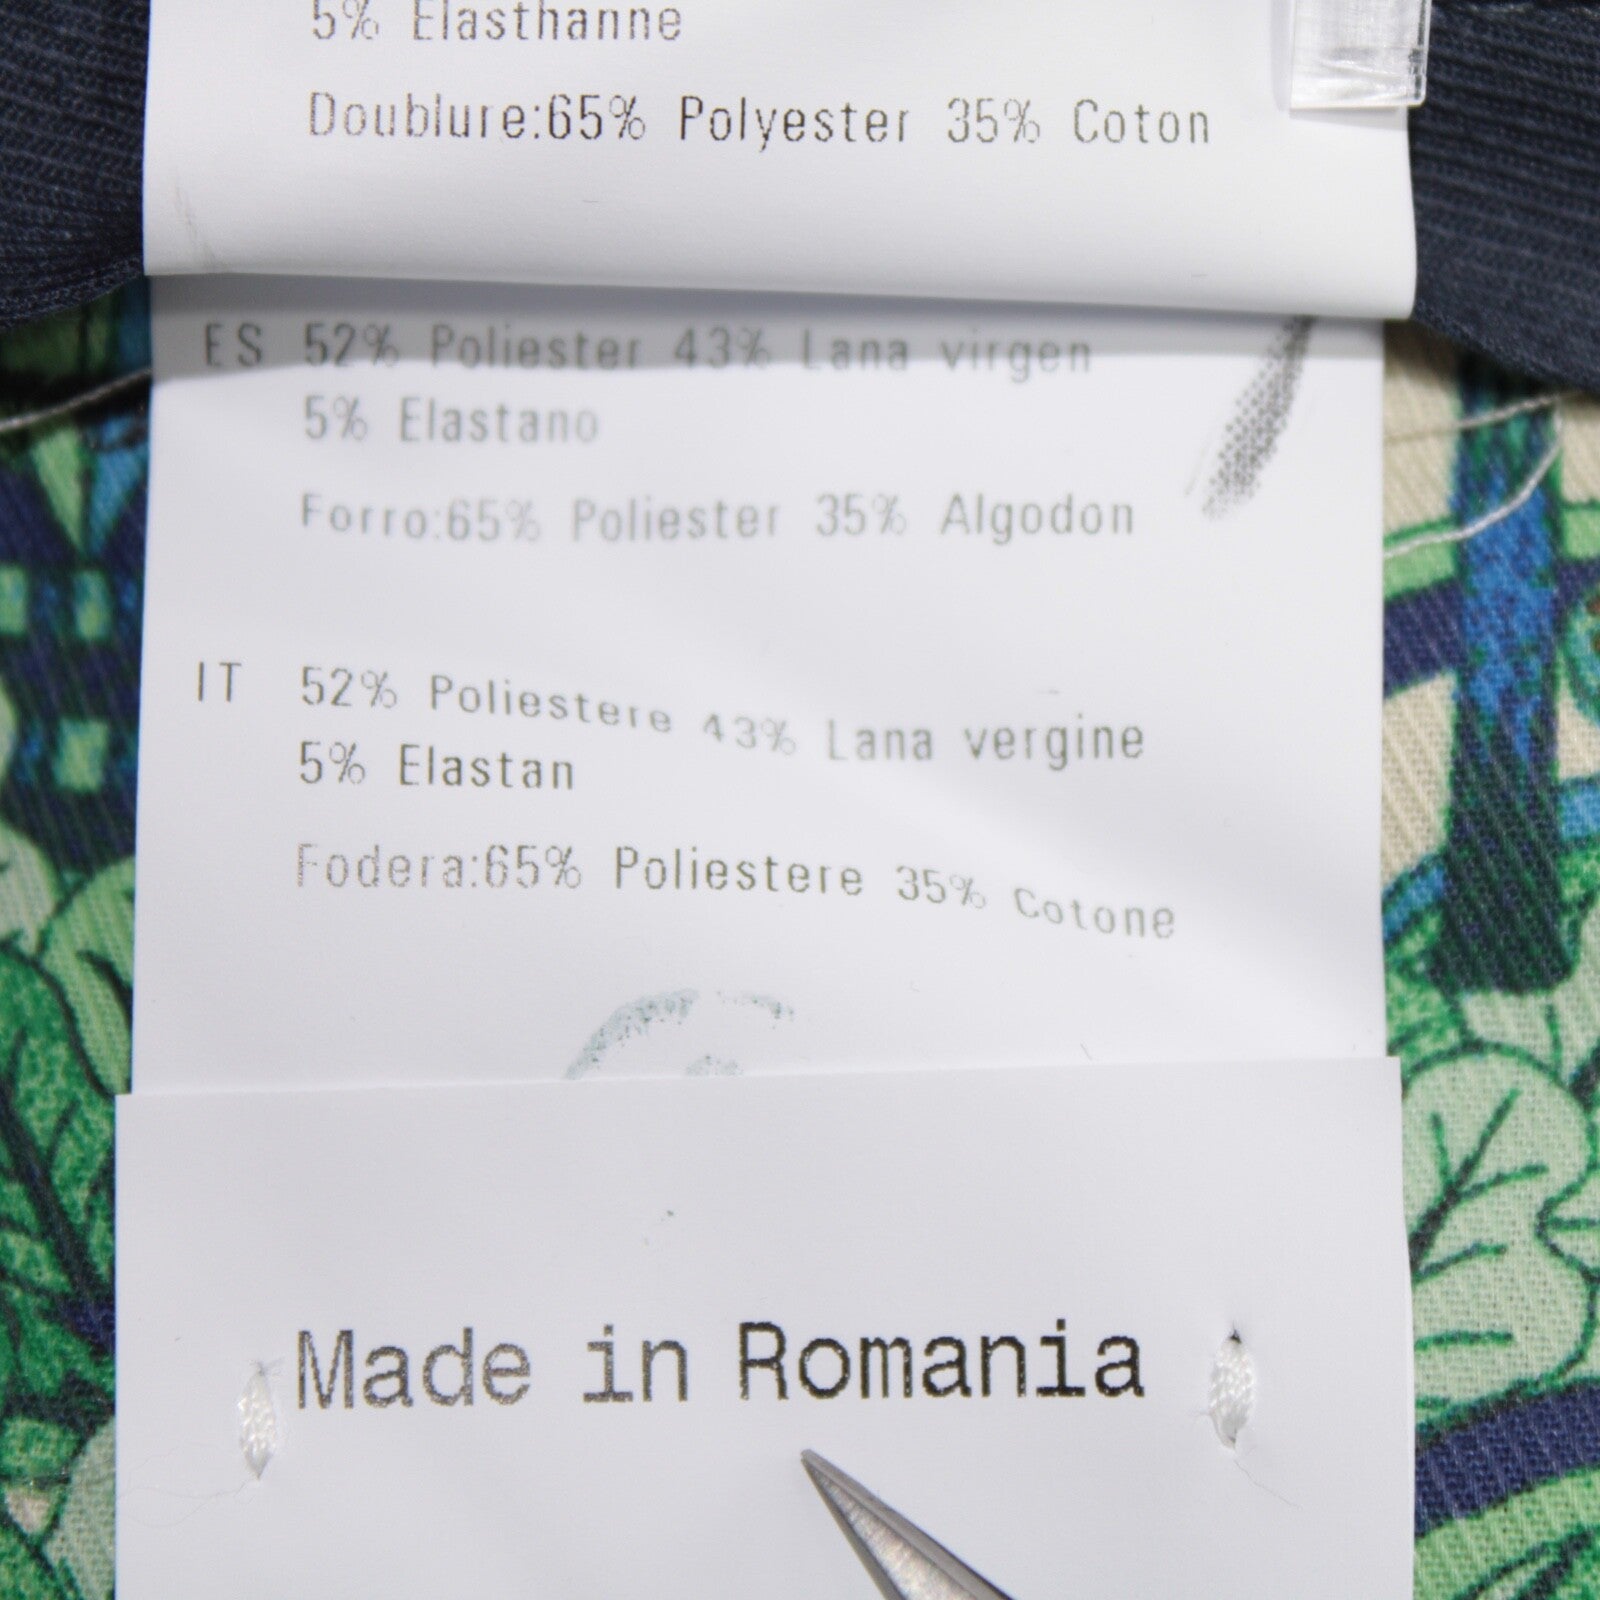 5% Elasthanne
Doublure:65% Polyester 35% Coton
ES 52% Poliester 43% Lana virgen
5% Elastano
Forro:65% Poliester 35% Algodon
IT 52% Poliestere 43% Lana vergine
5% Elastan
Fodera:65% Poliestere 35% Cotone
Made in Romania